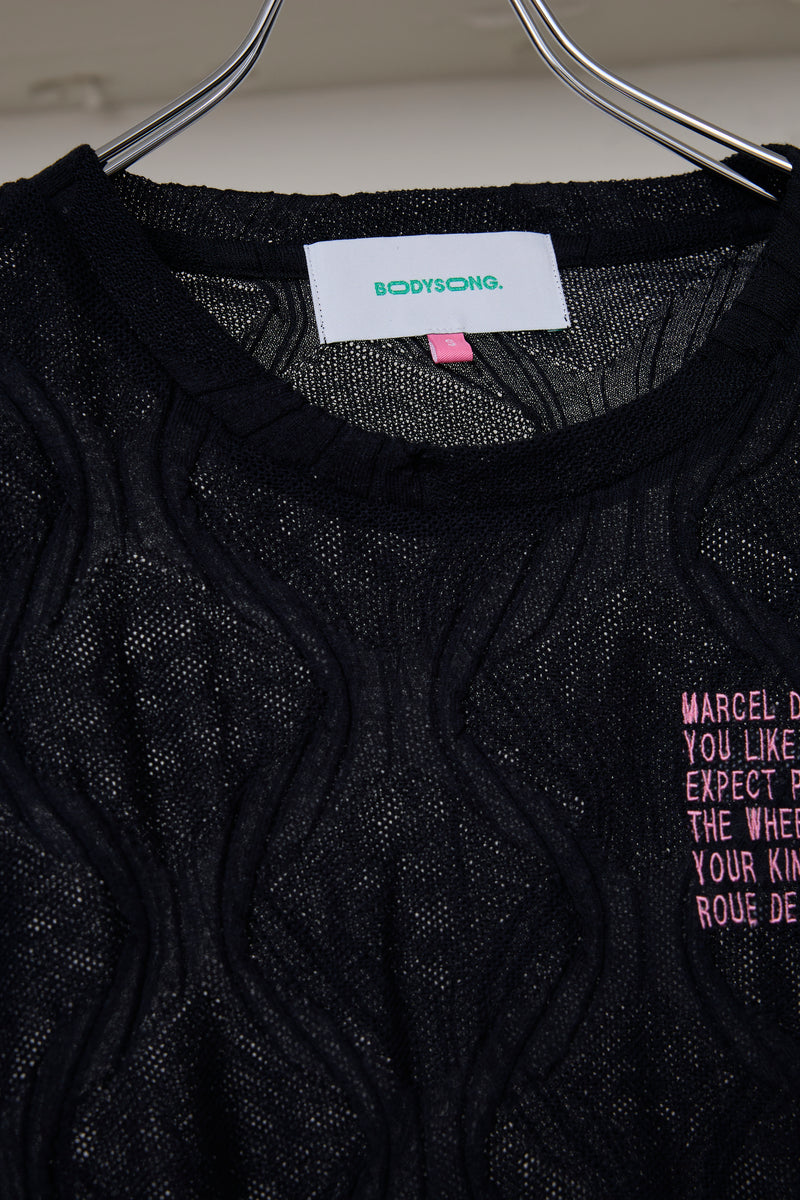 BODYSONG.
S
MARCEL D
YOU LIKE
EXPECT P
THE WHEE
YOUR KIN
ROUE DE